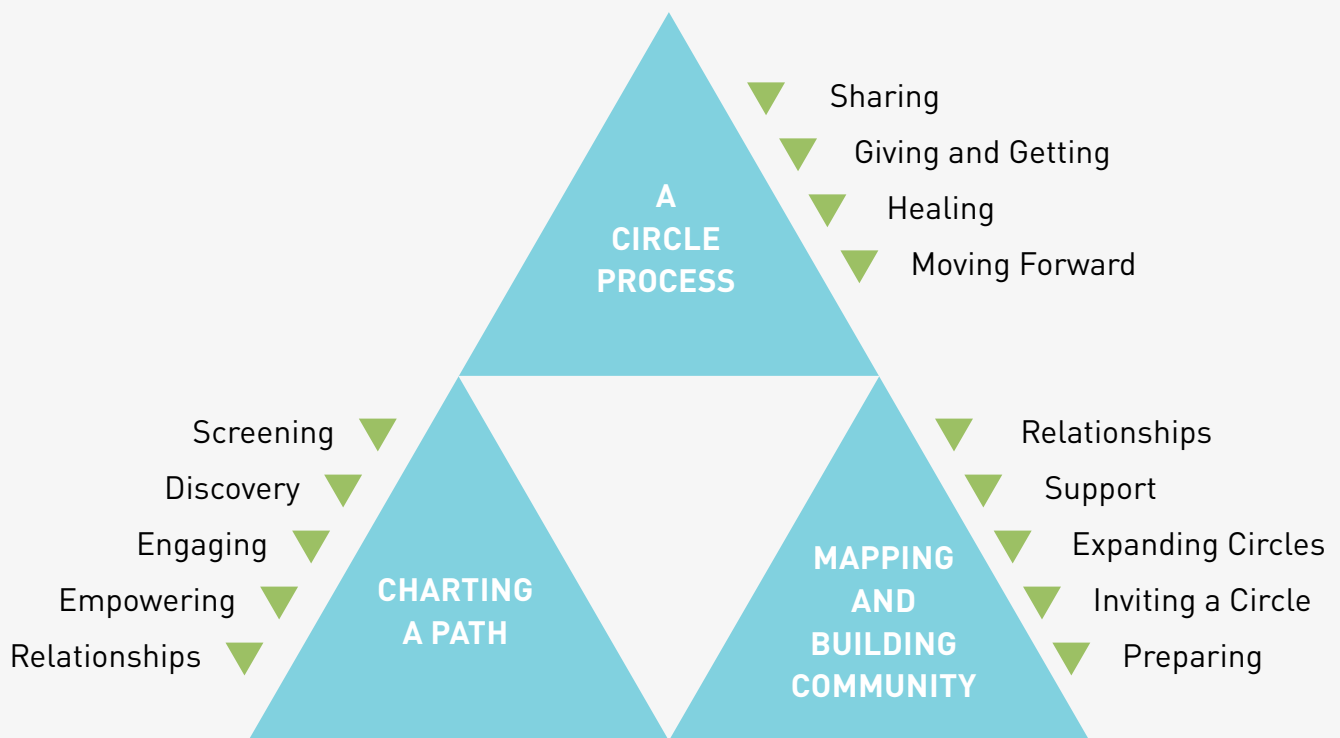 A
CIRCLE
PROCESS
Sharing
Giving and Getting
Healing
Moving Forward
Screening
Discovery
Engaging
Empowering
Relationships
CHARTING
A PATH
MAPPING
AND
BUILDING
COMMUNITY
Relationships
Support
Expanding Circles
Inviting a Circle
Preparing